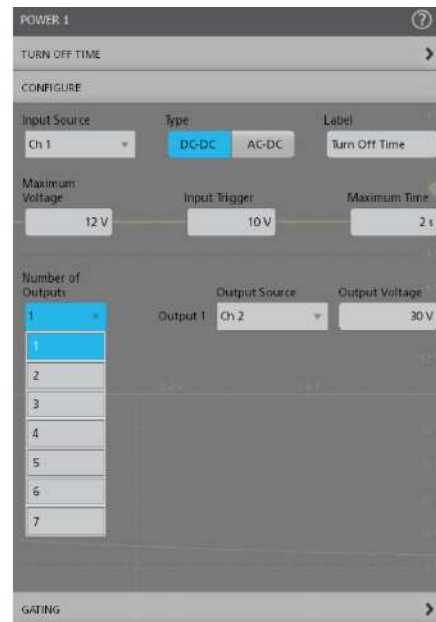 POWER 1
?
TURN OFF TIME
CONFIGURE
Input Source
Type
Label
Ch 1
DC-DC
AC-DC
Turn Off Time
Maximum
Voltage
Input Trigger
Maximum Time
12 V
10 V
2 s
Number of
Outputs
Output Source
Output Voltage
1
Output 1
Ch 2
30 V
1
2
3
4
5
6
7
GATING